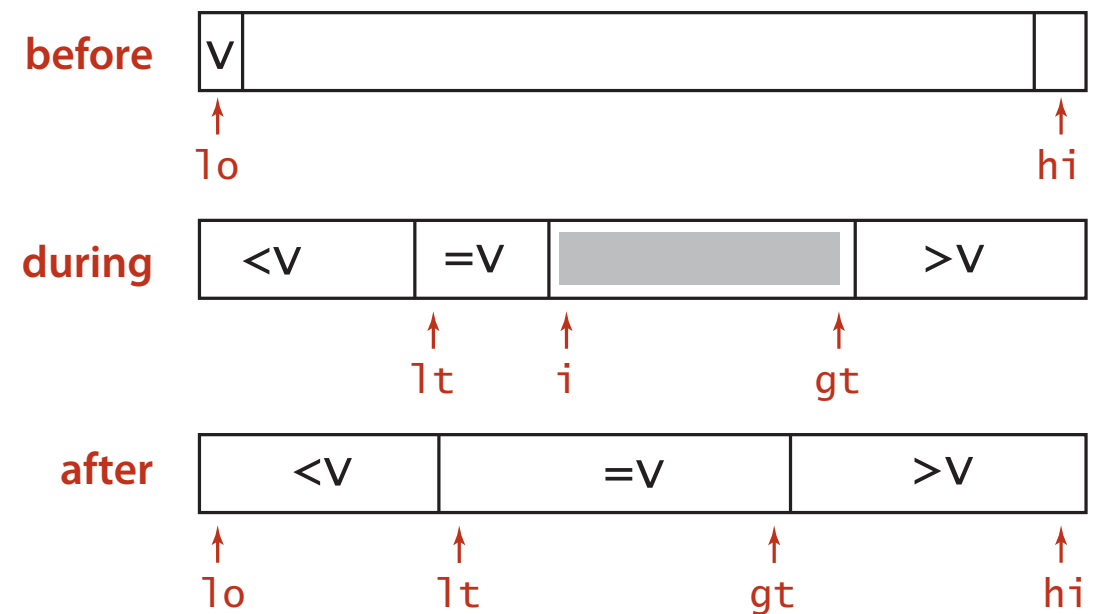 before v
lo hi
during <v =v >v
lt i gt
after <v =v >v
lo lt gt hi